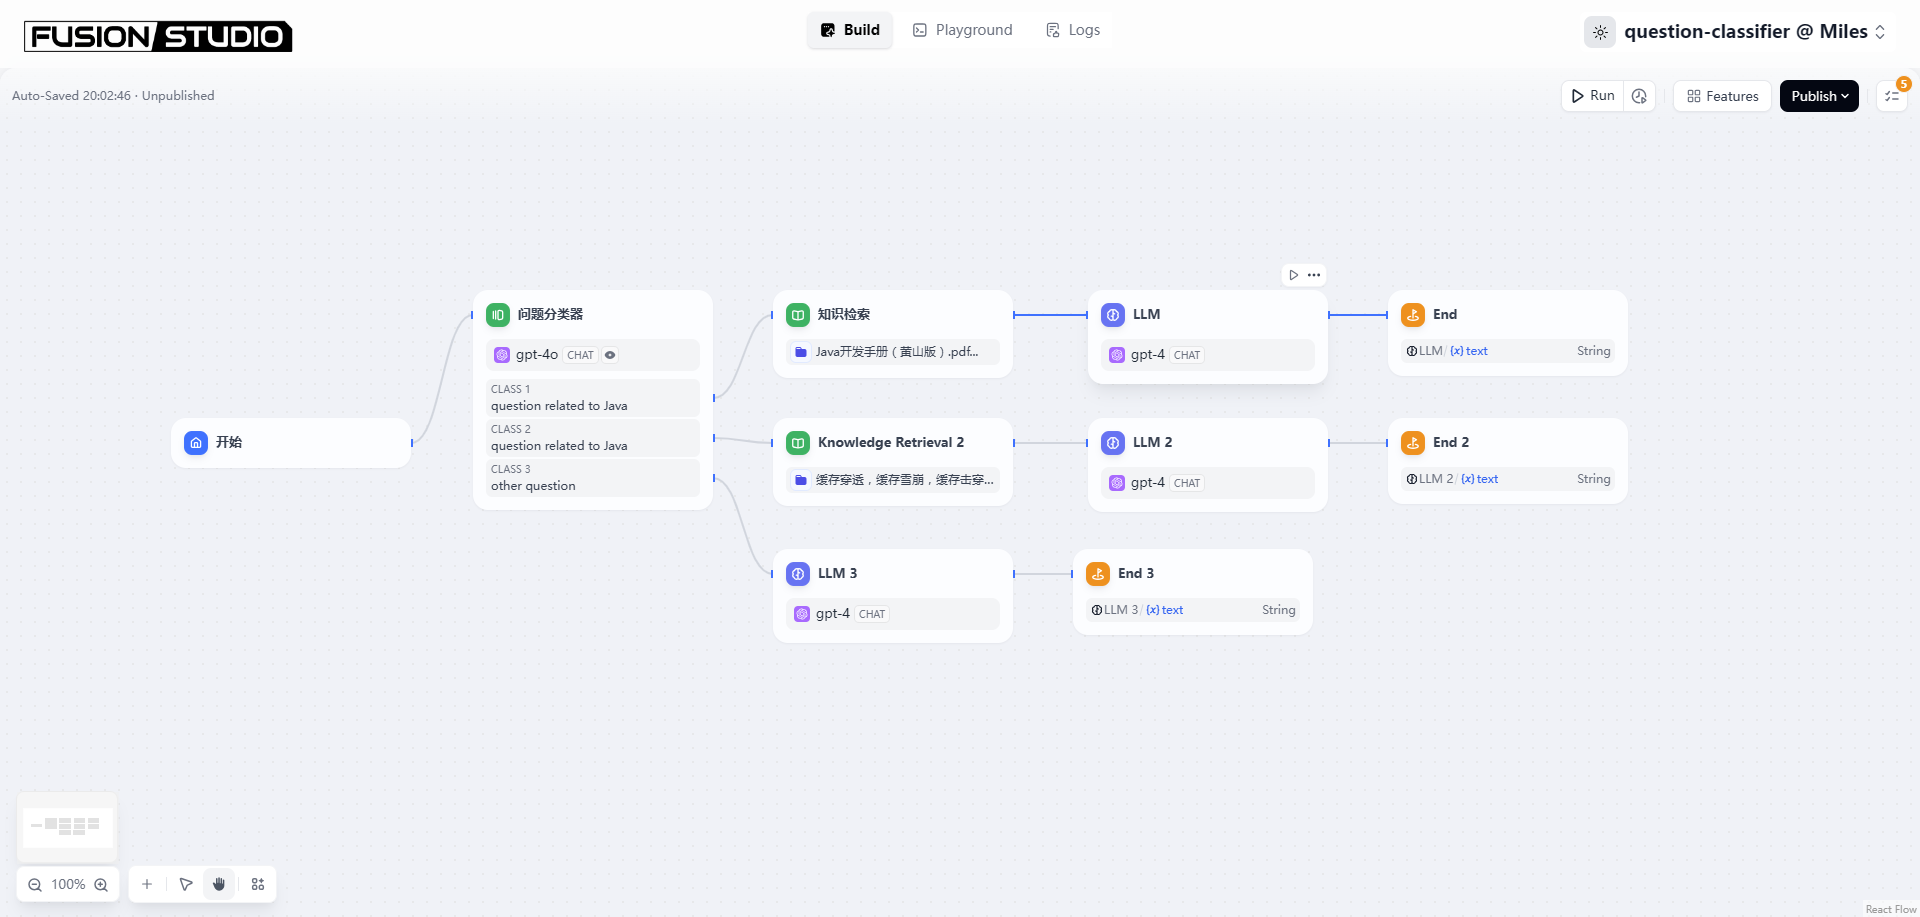 FUSION STUDIO
Build
Playground
Logs
question-classifier @ Miles
Auto-Saved 20:02:46 · Unpublished
Run
Features
Publish
5
问题分类器
gpt-4o CHAT
CLASS 1
question related to Java
CLASS 2
question related to Java
CLASS 3
other question
开始
知识检索
Java开发手册（黄山版）.pdf...
LLM
gpt-4 CHAT
End
LLM/ {x} text String
Knowledge Retrieval 2
缓存穿透，缓存雪崩，缓存击穿...
LLM 2
gpt-4 CHAT
End 2
LLM 2/ {x} text String
LLM 3
gpt-4 CHAT
End 3
LLM 3/ {x} text String
100%
React Flow